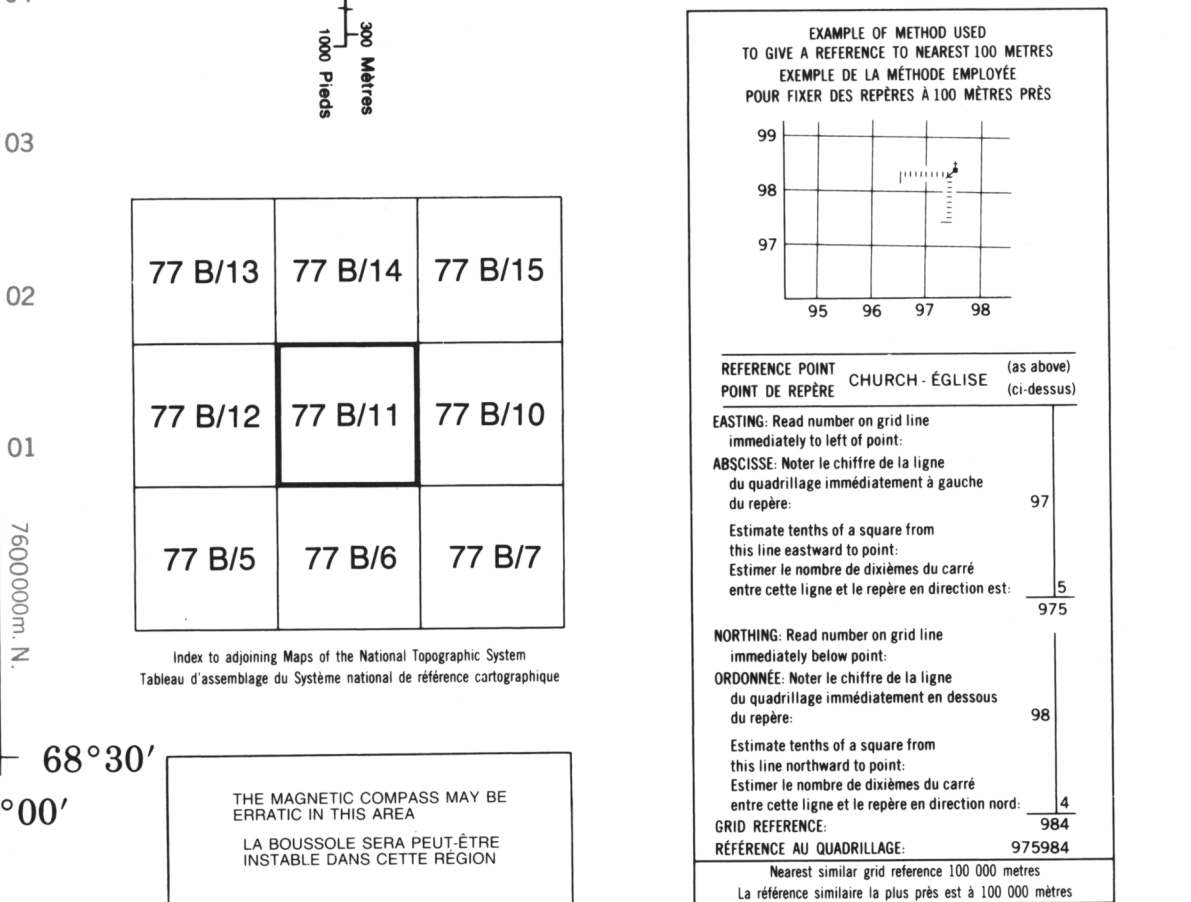 300 Mètres
1000 Pieds
03
02
01
7600000m. N.
68°30′
°00′
77 B/13 77 B/14 77 B/15
77 B/12 77 B/11 77 B/10
77 B/5 77 B/6 77 B/7
Index to adjoining Maps of the National Topographic System
Tableau d'assemblage du Système national de référence cartographique
THE MAGNETIC COMPASS MAY BE
ERRATIC IN THIS AREA
LA BOUSSOLE SERA PEUT-ÊTRE
INSTABLE DANS CETTE RÉGION
EXAMPLE OF METHOD USED
TO GIVE A REFERENCE TO NEAREST 100 METRES
EXEMPLE DE LA MÉTHODE EMPLOYÉE
POUR FIXER DES REPÈRES À 100 MÈTRES PRÈS
99
98
97
95 96 97 98
REFERENCE POINT
POINT DE REPÈRE
CHURCH - ÉGLISE
(as above)
(ci-dessus)
EASTING: Read number on grid line
immediately to left of point:
ABSCISSE: Noter le chiffre de la ligne
du quadrillage immédiatement à gauche
du repère: 97
Estimate tenths of a square from
this line eastward to point:
Estimer le nombre de dixièmes du carré
entre cette ligne et le repère en direction est: 5
975
NORTHING: Read number on grid line
immediately below point:
ORDONNÉE: Noter le chiffre de la ligne
du quadrillage immédiatement en dessous
du repère: 98
Estimate tenths of a square from
this line northward to point:
Estimer le nombre de dixièmes du carré
entre cette ligne et le repère en direction nord: 4
GRID REFERENCE: 984
RÉFÉRENCE AU QUADRILLAGE: 975984
Nearest similar grid reference 100 000 metres
La référence similaire la plus près est à 100 000 mètres